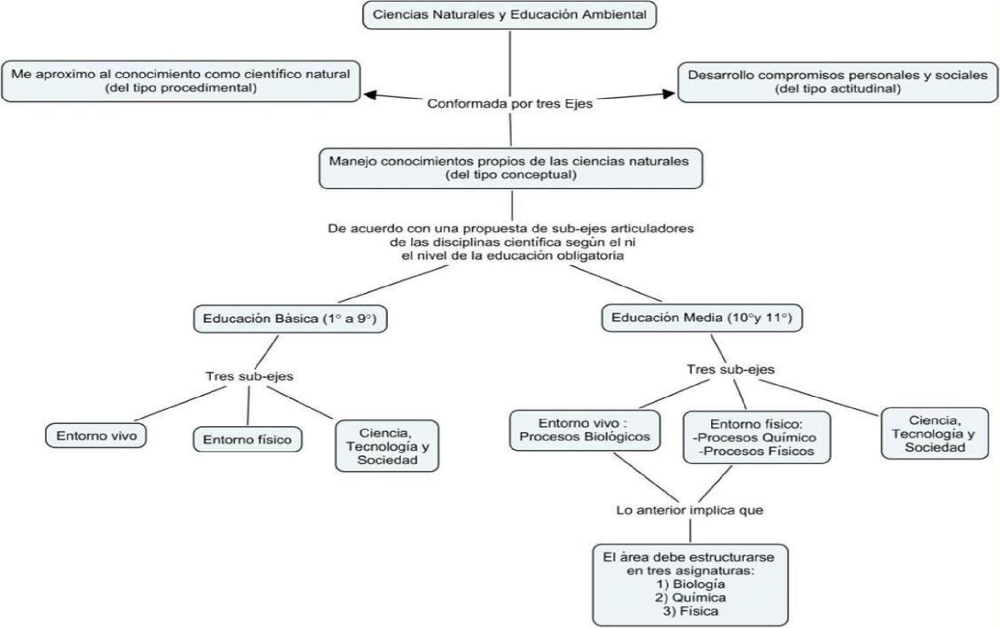 Ciencias Naturales y Educación Ambiental
Me aproximo al conocimiento como científico natural
(del tipo procedimental)
Desarrollo compromisos personales y sociales
(del tipo actitudinal)
Conformada por tres Ejes
Manejo conocimientos propios de las ciencias naturales
(del tipo conceptual)
De acuerdo con una propuesta de sub-ejes articuladores
de las disciplinas científica según el ni
el nivel de la educación obligatoria
Educación Básica (1° a 9°)
Educación Media (10°y 11°)
Tres sub-ejes
Tres sub-ejes
Entorno vivo
Entorno físico
Ciencia,
Tecnología y
Sociedad
Entorno vivo :
Procesos Biológicos
Entorno físico:
-Procesos Químico
-Procesos Físicos
Ciencia,
Tecnología y
Sociedad
Lo anterior implica que
El área debe estructurarse
en tres asignaturas:
1) Biología
2) Química
3) Física